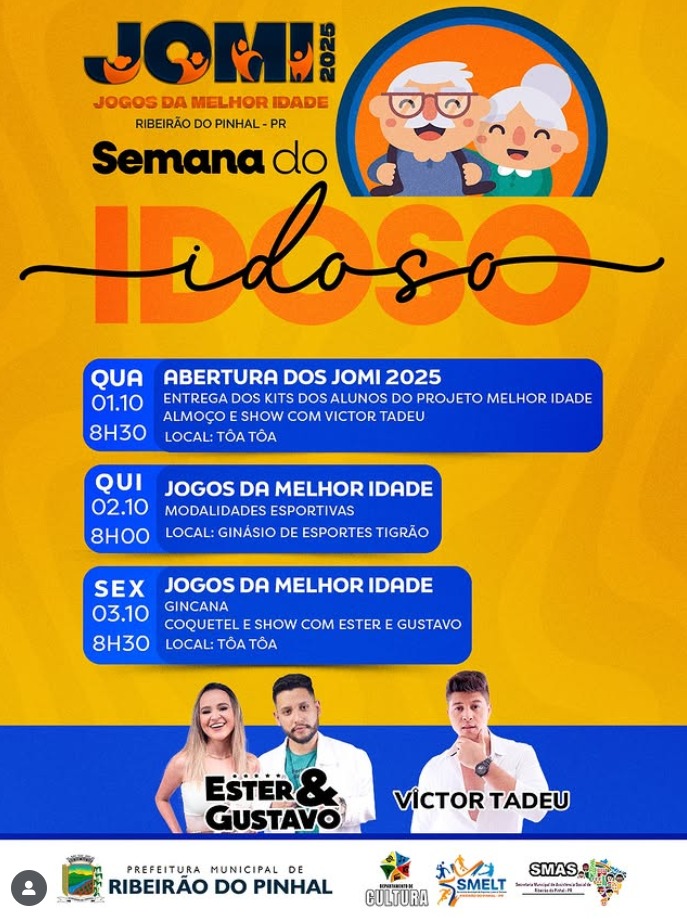 JOMI 2025
JOGOS DA MELHOR IDADE
RIBEIRÃO DO PINHAL - PR
Semana do
IDOSO
idoso
QUA
01.10
8H30
ABERTURA DOS JOMI 2025
ENTREGA DOS KITS DOS ALUNOS DO PROJETO MELHOR IDADE
ALMOÇO E SHOW COM VICTOR TADEU
LOCAL: TÔA TÔA
QUI
02.10
8H00
JOGOS DA MELHOR IDADE
MODALIDADES ESPORTIVAS
LOCAL: GINÁSIO DE ESPORTES TIGRÃO
SEX
03.10
8H30
JOGOS DA MELHOR IDADE
GINCANA
COQUETEL E SHOW COM ESTER E GUSTAVO
LOCAL: TÔA TÔA
ESTER &
GUSTAVO
VÍCTOR TADEU
PREFEITURA MUNICIPAL DE
RIBEIRÃO DO PINHAL
DEPARTAMENTO DE
CULTURA
SMELT
SMAS
Secretaria Municipal de Assistência Social de
Ribeirão do Pinhal - PR